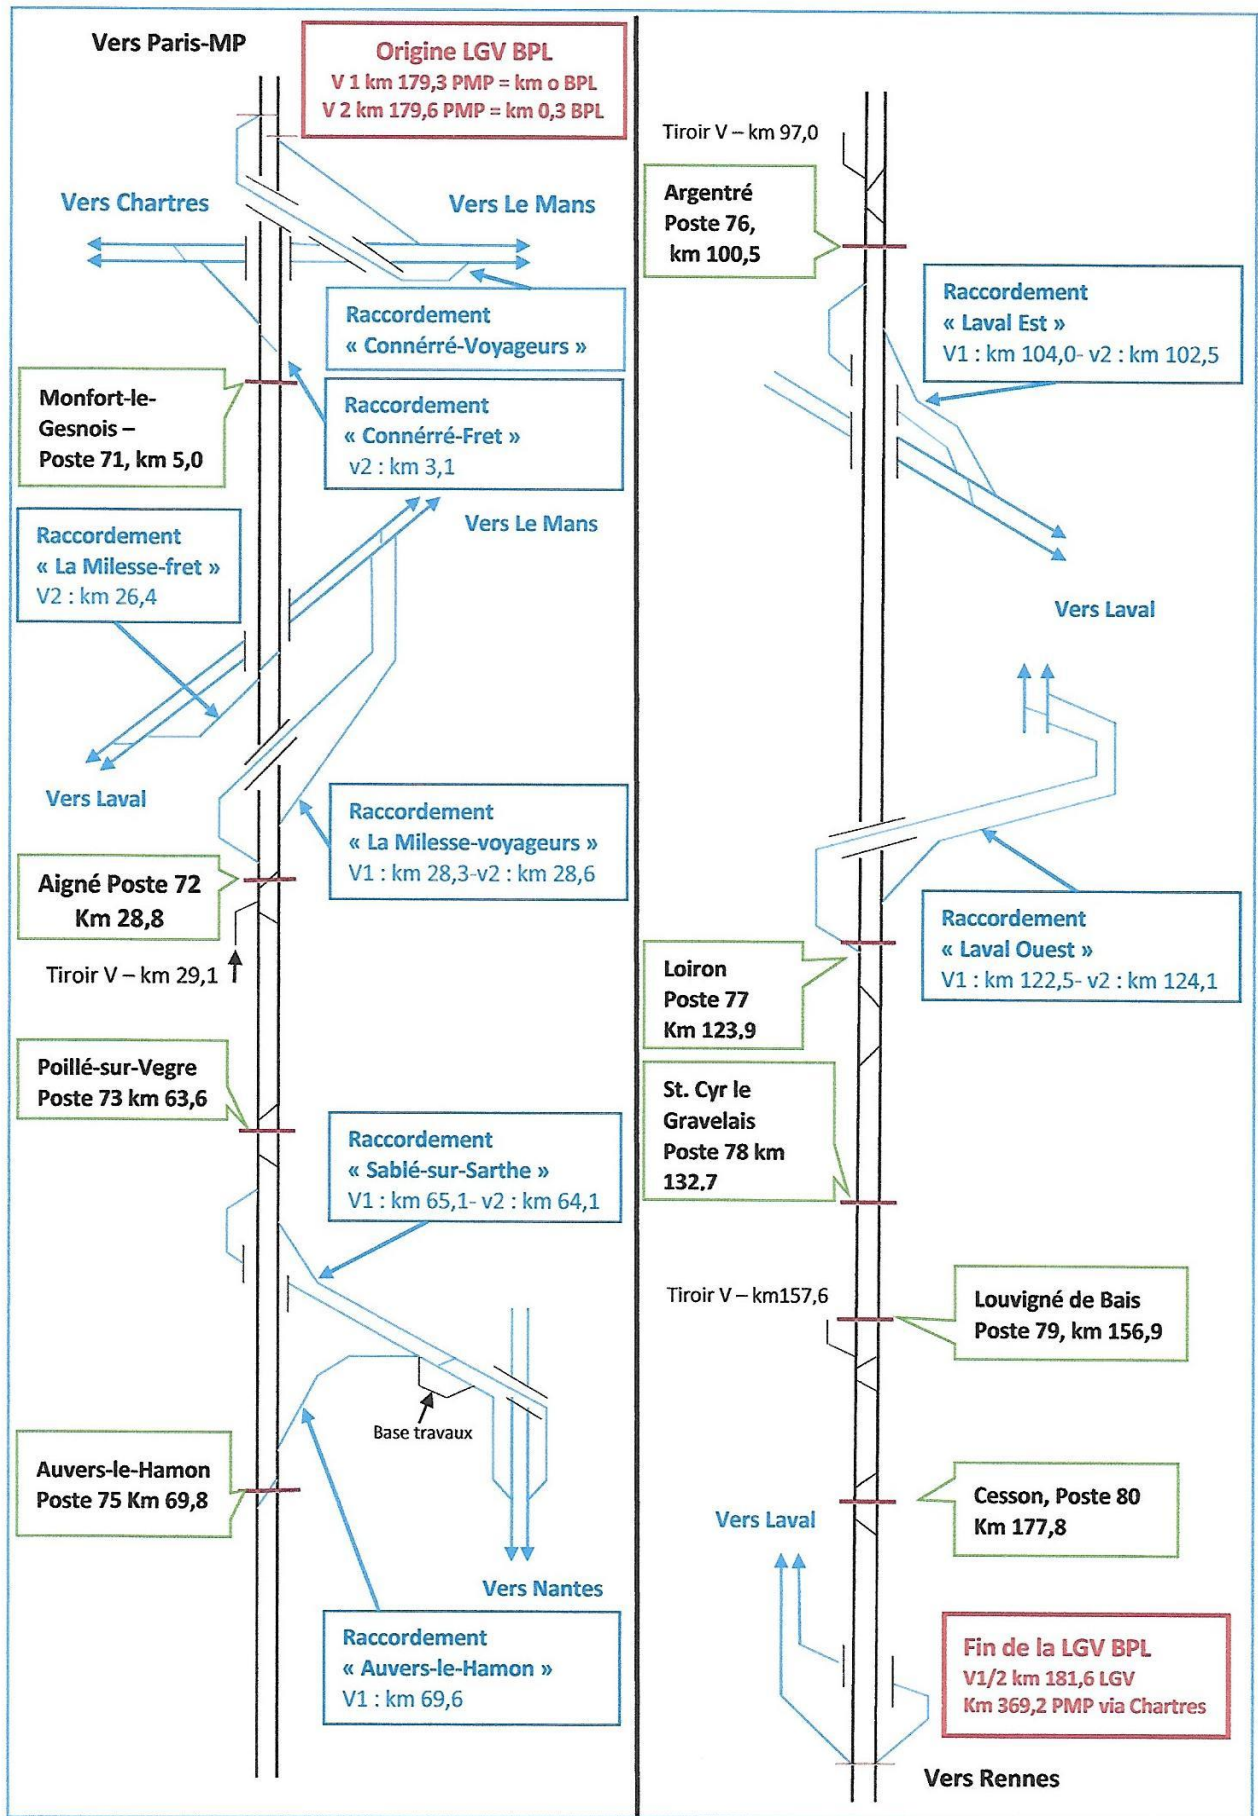 Vers Paris-MP
Origine LGV BPL
V 1 km 179,3 PMP = km o BPL
V 2 km 179,6 PMP = km 0,3 BPL
Vers Chartres
Vers Le Mans
Raccordement
« Connérré-Voyageurs »
Monfort-le-
Gesnois –
Poste 71, km 5,0
Raccordement
« Connérré-Fret »
v2 : km 3,1
Raccordement
« La Milesse-fret »
V2 : km 26,4
Vers Le Mans
Vers Laval
Raccordement
« La Milesse-voyageurs »
V1 : km 28,3-v2 : km 28,6
Aigné Poste 72
Km 28,8
Tiroir V – km 29,1
Poillé-sur-Vegre
Poste 73 km 63,6
Raccordement
« Sablé-sur-Sarthe »
V1 : km 65,1- v2 : km 64,1
Base travaux
Auvers-le-Hamon
Poste 75 Km 69,8
Vers Nantes
Raccordement
« Auvers-le-Hamon »
V1 : km 69,6
Tiroir V – km 97,0
Argentré
Poste 76,
km 100,5
Raccordement
« Laval Est »
V1 : km 104,0- v2 : km 102,5
Vers Laval
Raccordement
« Laval Ouest »
V1 : km 122,5- v2 : km 124,1
Loiron
Poste 77
Km 123,9
St. Cyr le
Gravelais
Poste 78 km
132,7
Tiroir V – km157,6
Louvigné de Bais
Poste 79, km 156,9
Cesson, Poste 80
Km 177,8
Vers Laval
Fin de la LGV BPL
V1/2 km 181,6 LGV
Km 369,2 PMP via Chartres
Vers Rennes